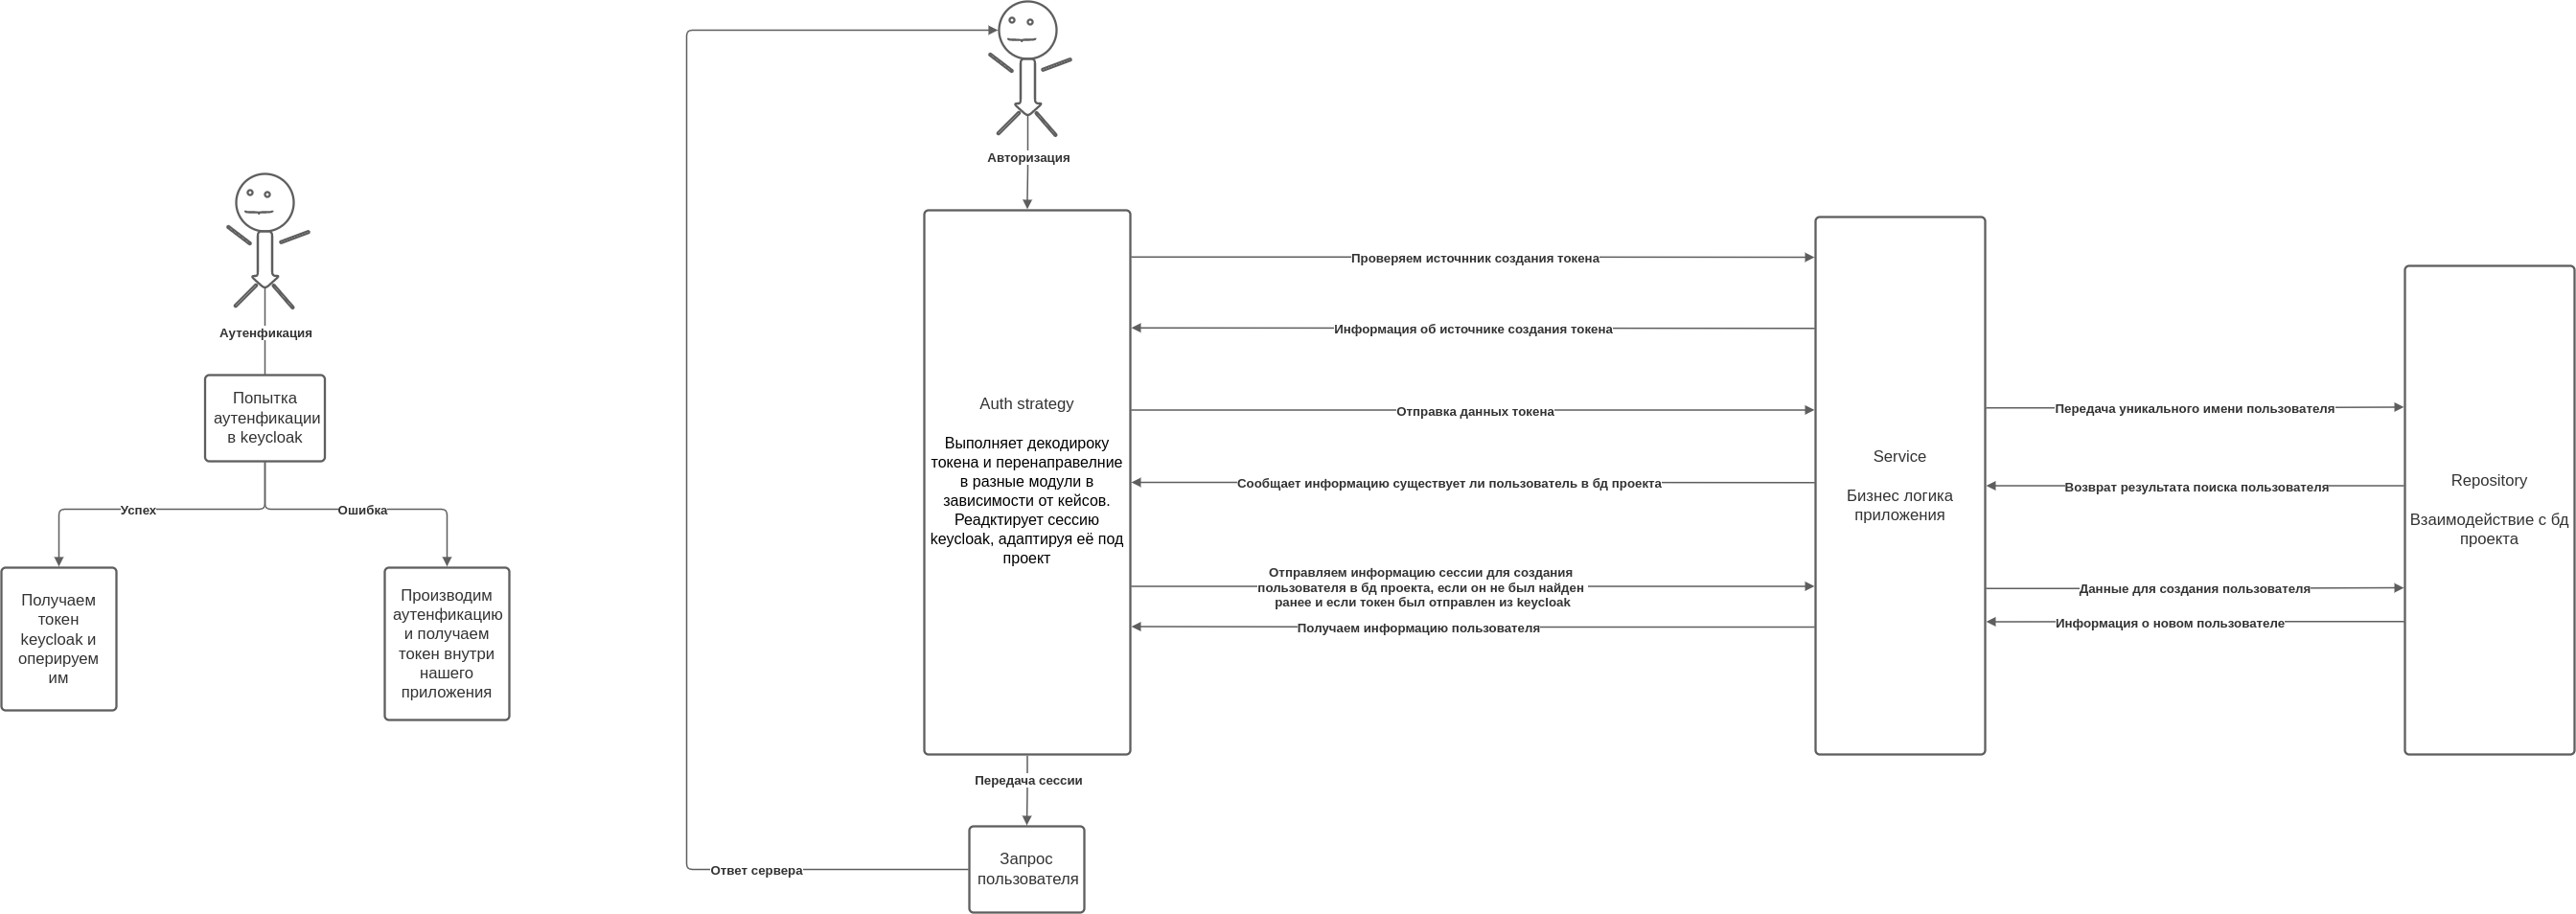 Аутенфикация
Попытка
аутенфикации
в keycloak
Успех
Ошибка
Получаем
токен
keycloak и
оперируем
им
Производим
аутенфикацию
и получаем
токен внутри
нашего
приложения
Авторизация
Auth strategy
Выполняет декодироку
токена и перенаправелние
в разные модули в
зависимости от кейсов.
Реадктирует сессию
keycloak, адаптируя её под
проект
Проверяем источнник создания токена
Информация об источнике создания токена
Отправка данных токена
Сообщает информацию существует ли пользователь в бд проекта
Отправляем информацию сессии для создания
пользователя в бд проекта, если он не был найден
ранее и если токен был отправлен из keycloak
Получаем информацию пользователя
Service
Бизнес логика
приложения
Передача уникального имени пользователя
Возврат результата поиска пользователя
Данные для создания пользователя
Информация о новом пользователе
Repository
Взаимодействие с бд
проекта
Передача сессии
Запрос
пользователя
Ответ сервера